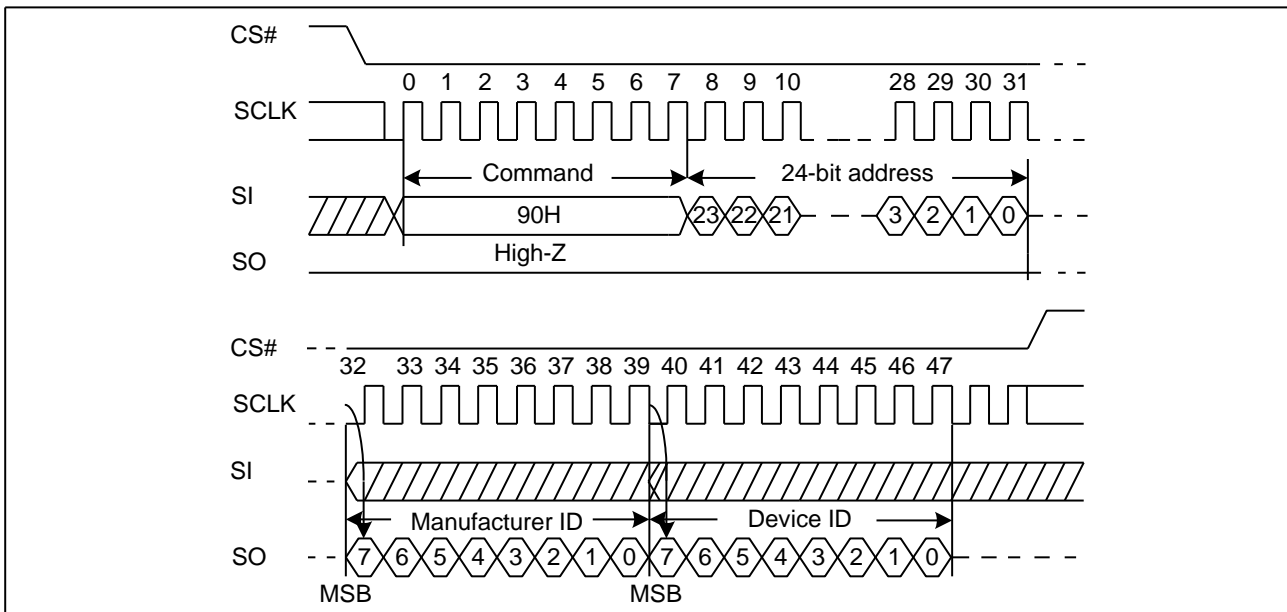 CS#
0 1 2 3 4 5 6 7 8 9 10 28 29 30 31
SCLK
Command 24-bit address
SI
90H 23 22 21 3 2 1 0
High-Z
SO
CS#
32 33 34 35 36 37 38 39 40 41 42 43 44 45 46 47
SCLK
SI
Manufacturer ID Device ID
SO 7 6 5 4 3 2 1 0 7 6 5 4 3 2 1 0
MSB MSB